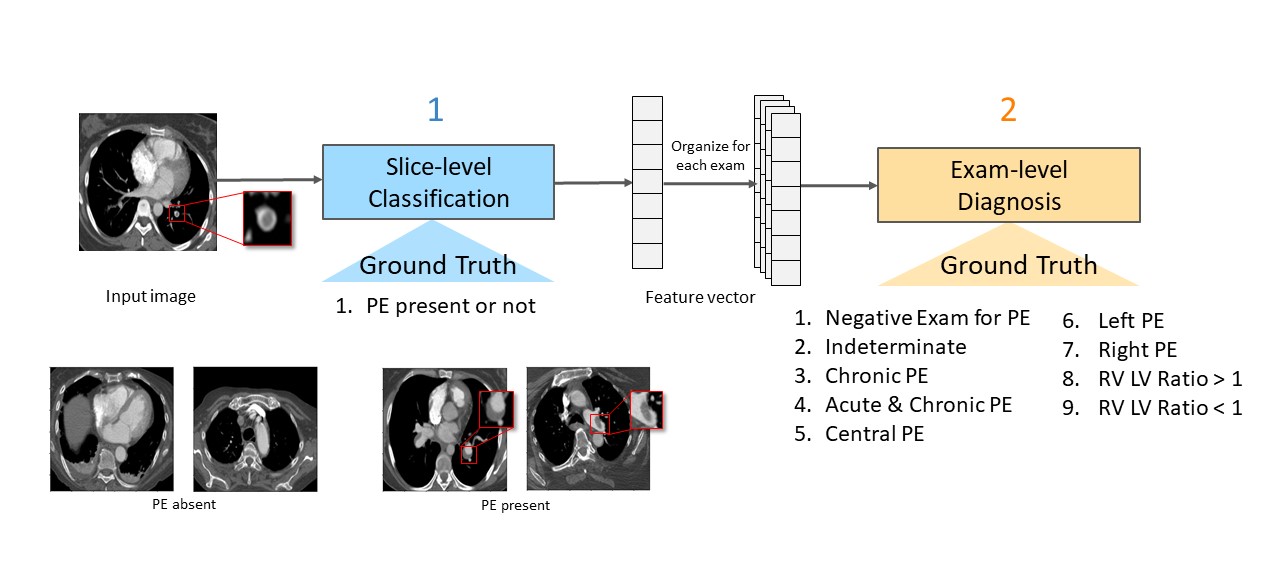 1
2
Slice-level
Classification
Organize for
each exam
Exam-level
Diagnosis
Ground Truth
Ground Truth
Input image
1. PE present or not
Feature vector
1. Negative Exam for PE
2. Indeterminate
3. Chronic PE
4. Acute & Chronic PE
5. Central PE
6. Left PE
7. Right PE
8. RV LV Ratio > 1
9. RV LV Ratio < 1
PE absent
PE present